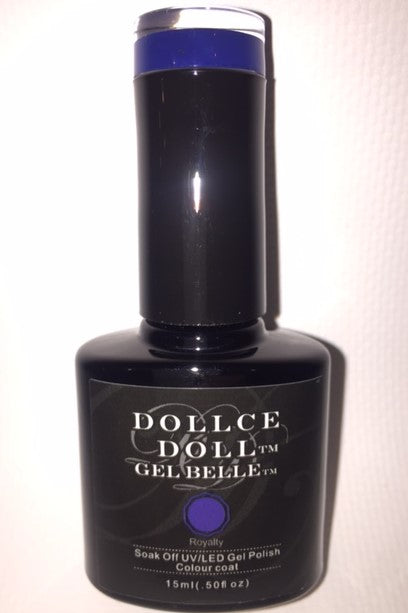 DOLLCE
DOLL™
GEL BELLE™
Royalty
Soak Off UV/LED Gel Polish
Colour coat
15ml(.50fl oz)